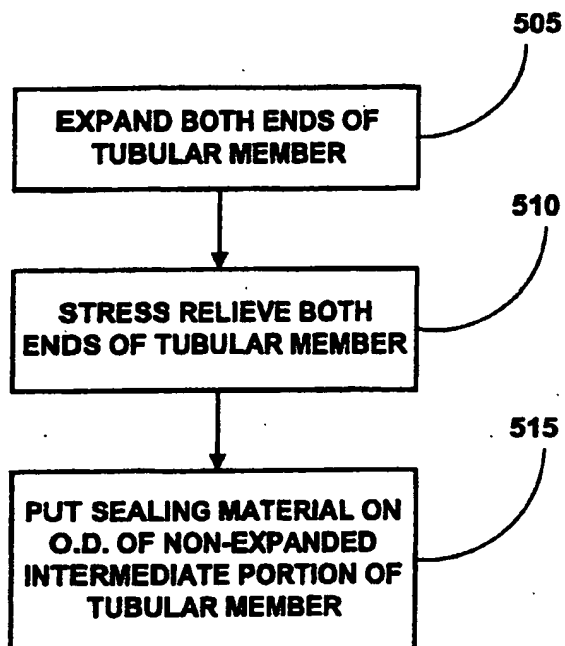 505
EXPAND BOTH ENDS OF
TUBULAR MEMBER
510
STRESS RELIEVE BOTH
ENDS OF TUBULAR MEMBER
515
PUT SEALING MATERIAL ON
O.D. OF NON-EXPANDED
INTERMEDIATE PORTION OF
TUBULAR MEMBER